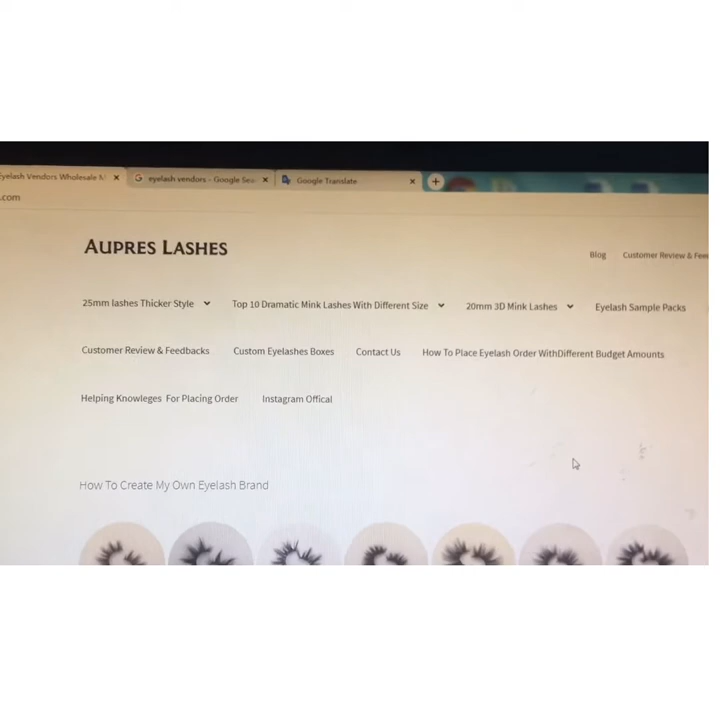 yelash Vendors Wholesale M
eyelash vendors - Google Sea
Google Translate
.com
AUPRES LASHES
Blog
Customer Review & Fee
25mm lashes Thicker Style
Top 10 Dramatic Mink Lashes With Different Size
20mm 3D Mink Lashes
Eyelash Sample Packs
Customer Review & Feedbacks
Custom Eyelashes Boxes
Contact Us
How To Place Eyelash Order WithDifferent Budget Amounts
Helping Knowleges For Placing Order
Instagram Offical
How To Create My Own Eyelash Brand